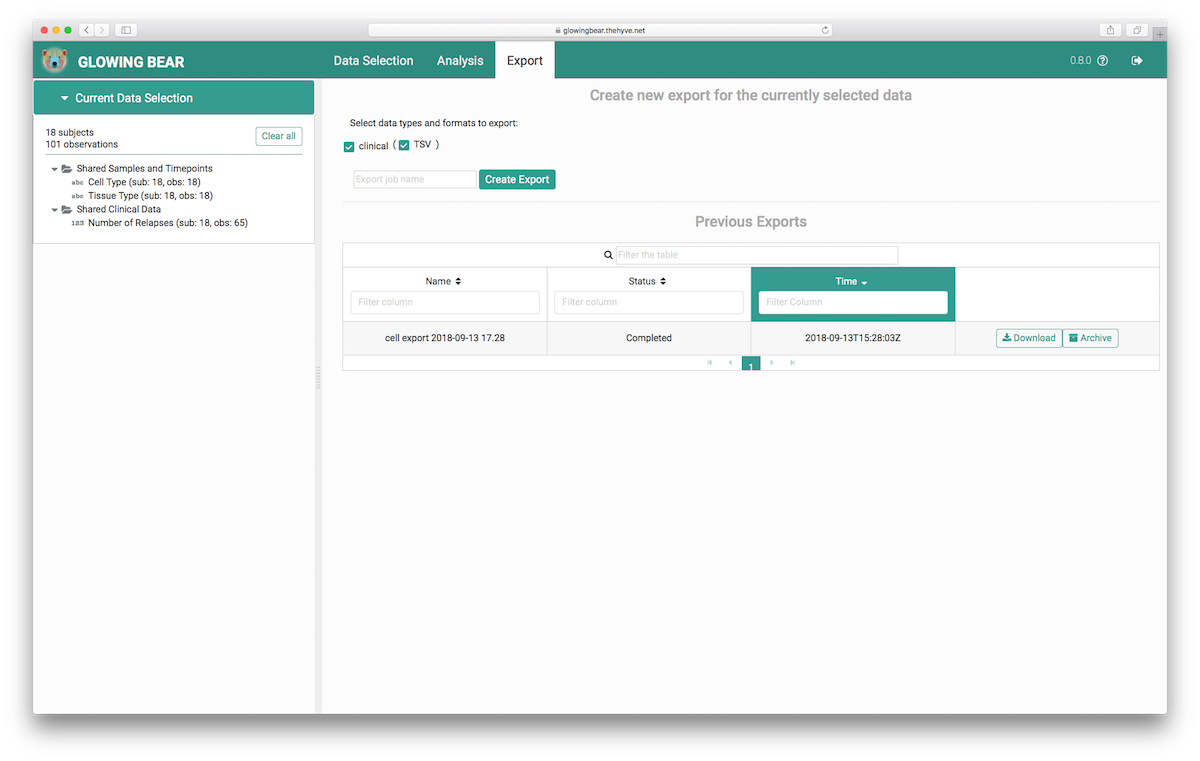 glowingbear.thehyve.net
GLOWING BEAR
Data Selection
Analysis
Export
0.8.0
Current Data Selection
18 subjects
101 observations
Clear all
Shared Samples and Timepoints
abc Cell Type (sub: 18, obs: 18)
abc Tissue Type (sub: 18, obs: 18)
Shared Clinical Data
123 Number of Relapses (sub: 18, obs: 65)
Create new export for the currently selected data
Select data types and formats to export:
clinical ( TSV )
Export job name
Create Export
Previous Exports
Filter the table
Name Status Time
Filter column Filter column Filter Column
cell export 2018-09-13 17.28 Completed 2018-09-13T15:28:03Z Download Archive
1